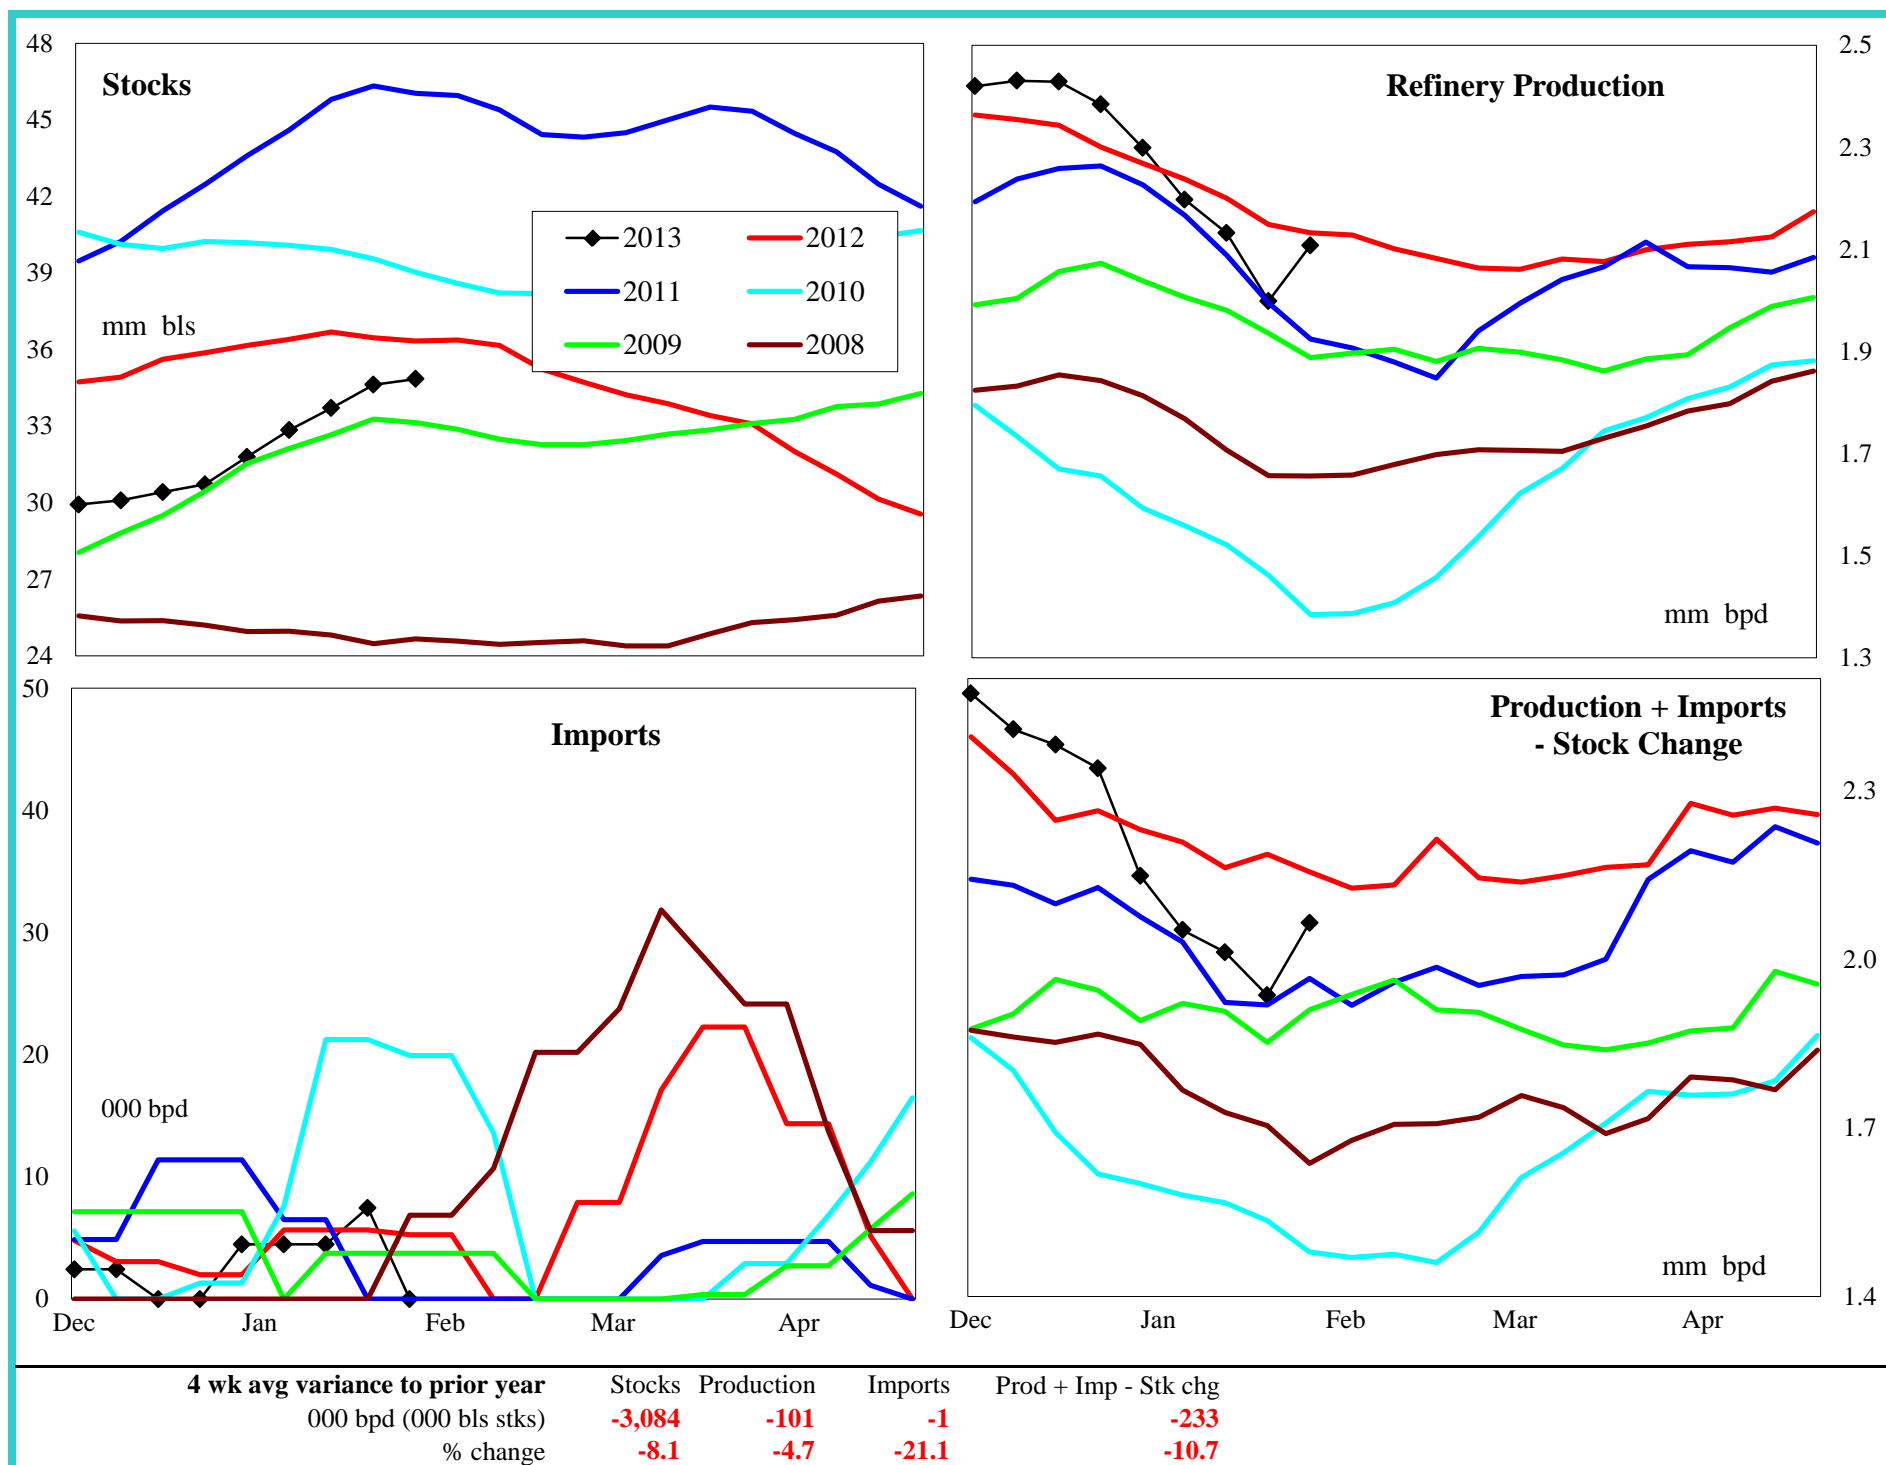 48
45
42
39
36
33
30
27
24
Stocks
mm bls
2013
2012
2011
2010
2009
2008
2.5
2.3
2.1
1.9
1.7
1.5
1.3
Refinery Production
mm bpd
50
40
30
20
10
0
Imports
000 bpd
Dec Jan Feb Mar Apr
Production + Imports
- Stock Change
2.3
2.0
1.7
1.4
mm bpd
Dec Jan Feb Mar Apr
4 wk avg variance to prior year Stocks Production Imports Prod + Imp - Stk chg
000 bpd (000 bls stks) -3,084 -101 -1 -233
% change -8.1 -4.7 -21.1 -10.7